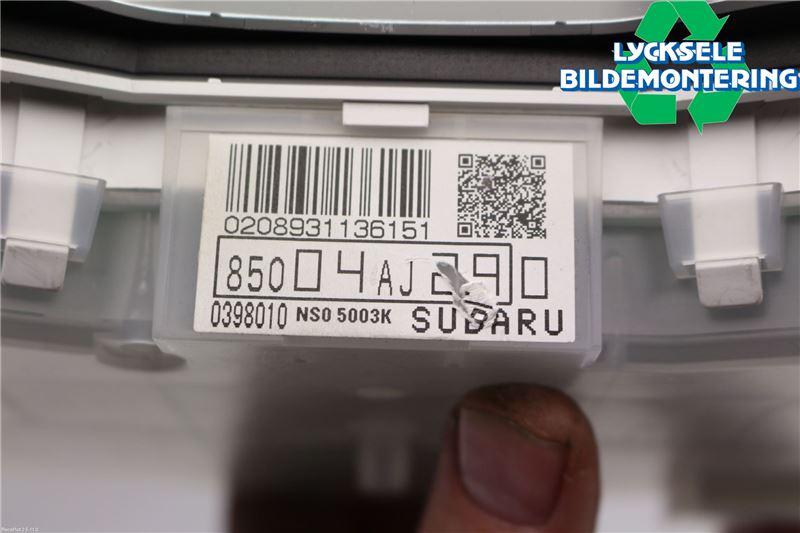 LYCKSELE
BILDEMONTERING
0208931136151
85004AJ290
0398010 NS0 5003K SUBARU